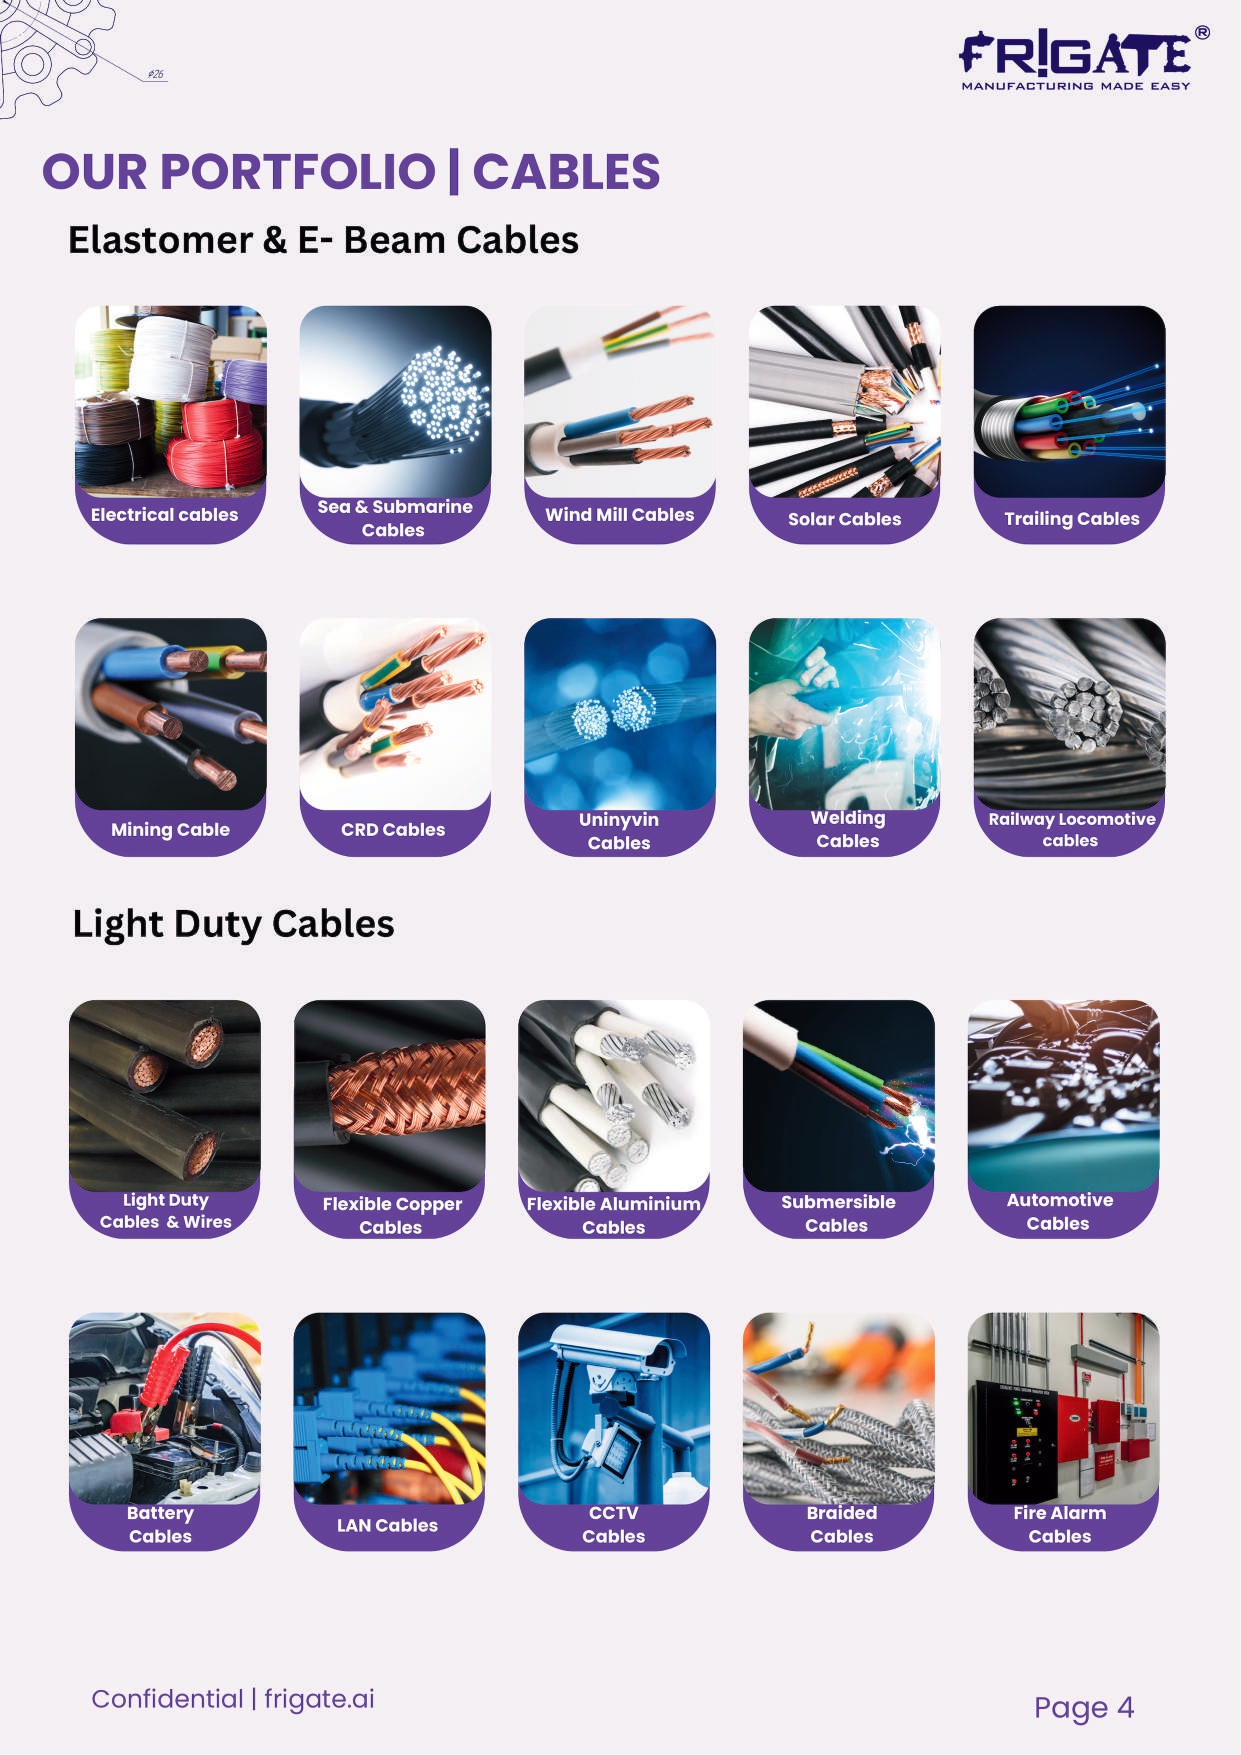 ø26
FR!GATE®
MANUFACTURING MADE EASY
OUR PORTFOLIO | CABLES
Elastomer & E- Beam Cables
Electrical cables
Sea & Submarine
Cables
Wind Mill Cables
Solar Cables
Trailing Cables
Mining Cable
CRD Cables
Uninyvin
Cables
Welding
Cables
Railway Locomotive
cables
Light Duty Cables
Light Duty
Cables & Wires
Flexible Copper
Cables
Flexible Aluminium
Cables
Submersible
Cables
Automotive
Cables
Battery
Cables
LAN Cables
CCTV
Cables
Braided
Cables
Fire Alarm
Cables
Confidential | frigate.ai
Page 4